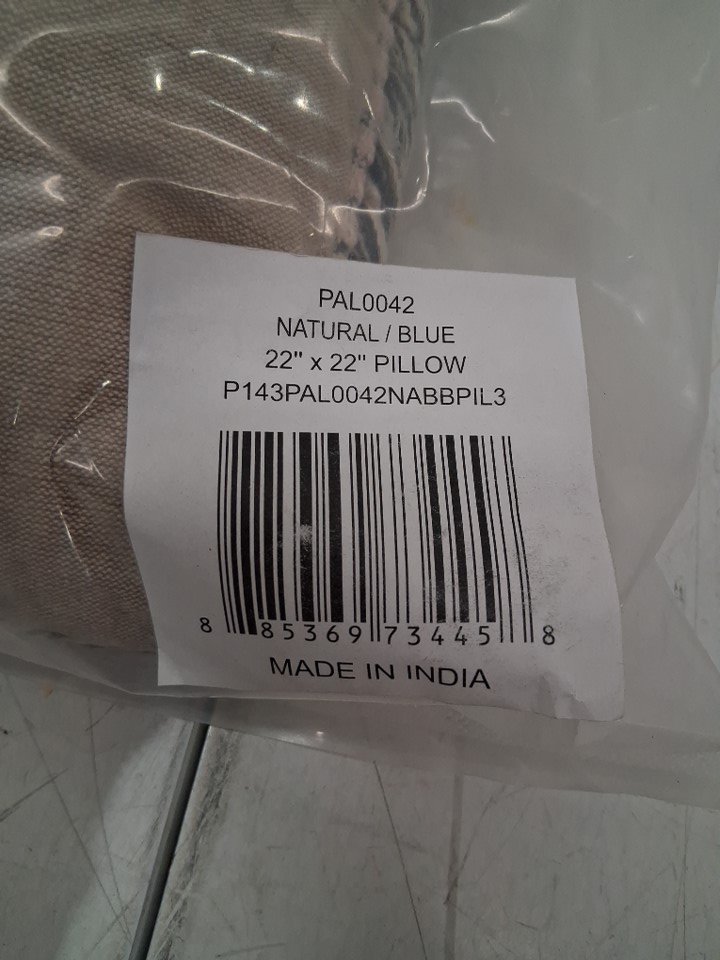 PAL0042
NATURAL / BLUE
22" x 22" PILLOW
P143PAL0042NABBPIL3
8 85369 73445 8
MADE IN INDIA